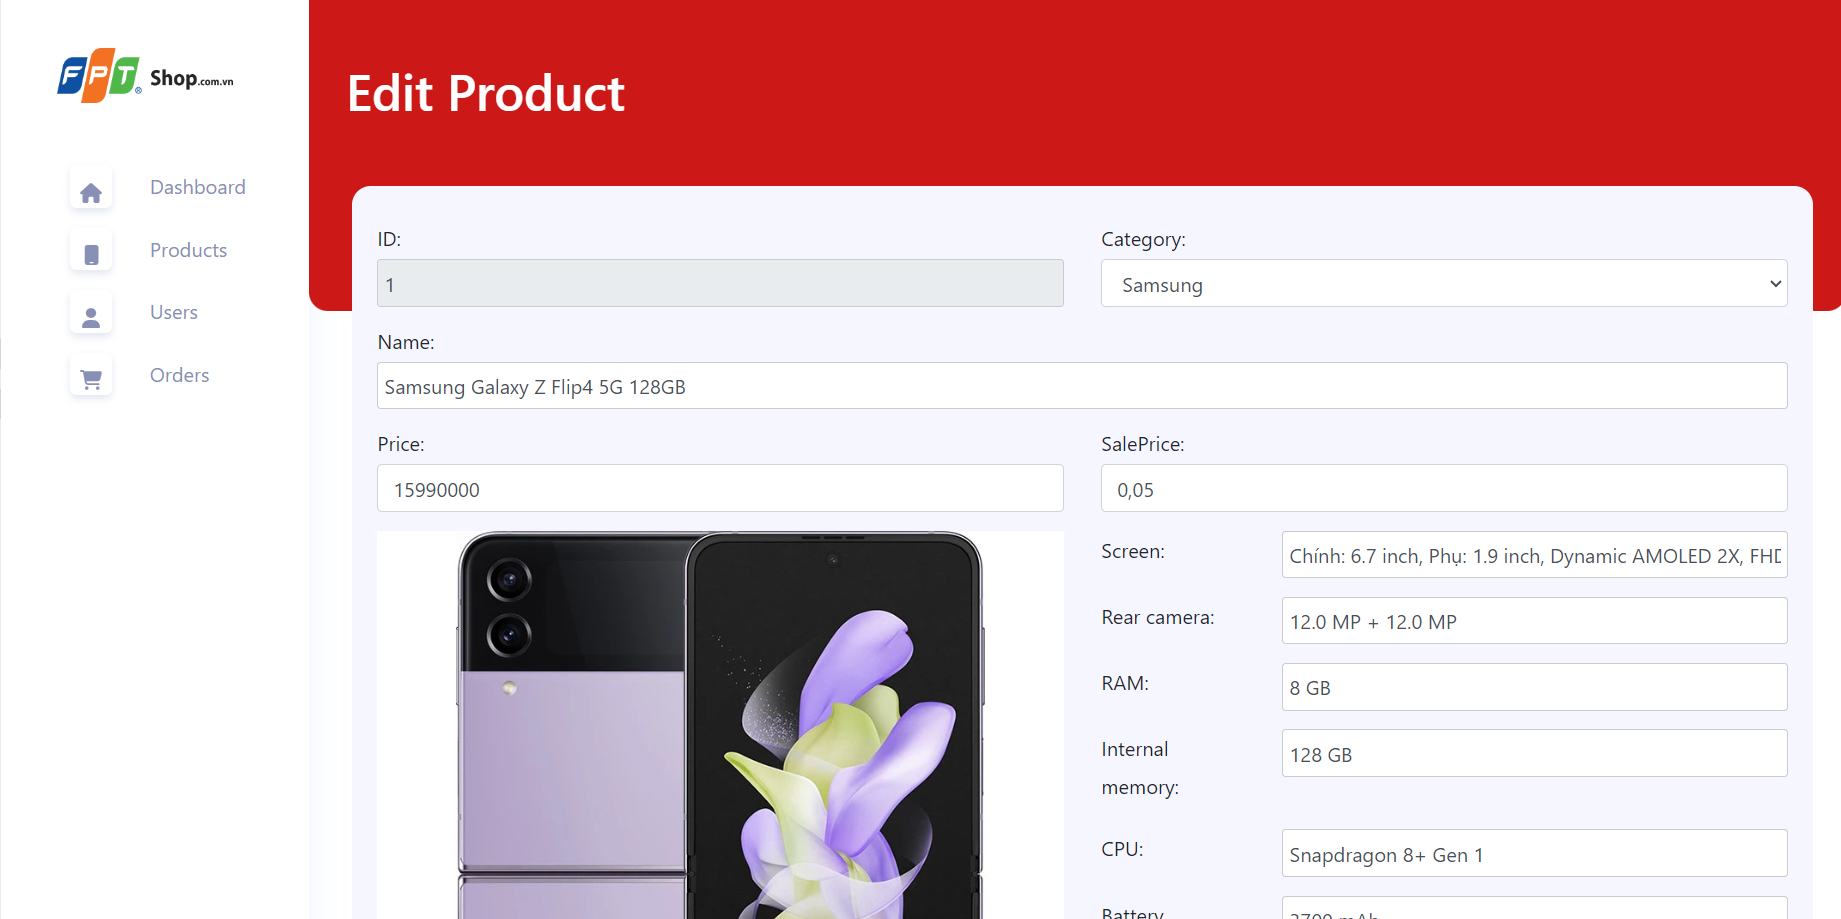 FPT® Shop.com.vn
Dashboard
Products
Users
Orders
Edit Product
ID:
1
Category:
Samsung
Name:
Samsung Galaxy Z Flip4 5G 128GB
Price:
15990000
SalePrice:
0,05
Screen:
Chính: 6.7 inch, Phụ: 1.9 inch, Dynamic AMOLED 2X, FHD
Rear camera:
12.0 MP + 12.0 MP
RAM:
8 GB
Internal
memory:
128 GB
CPU:
Snapdragon 8+ Gen 1
Battery
3700 mAh